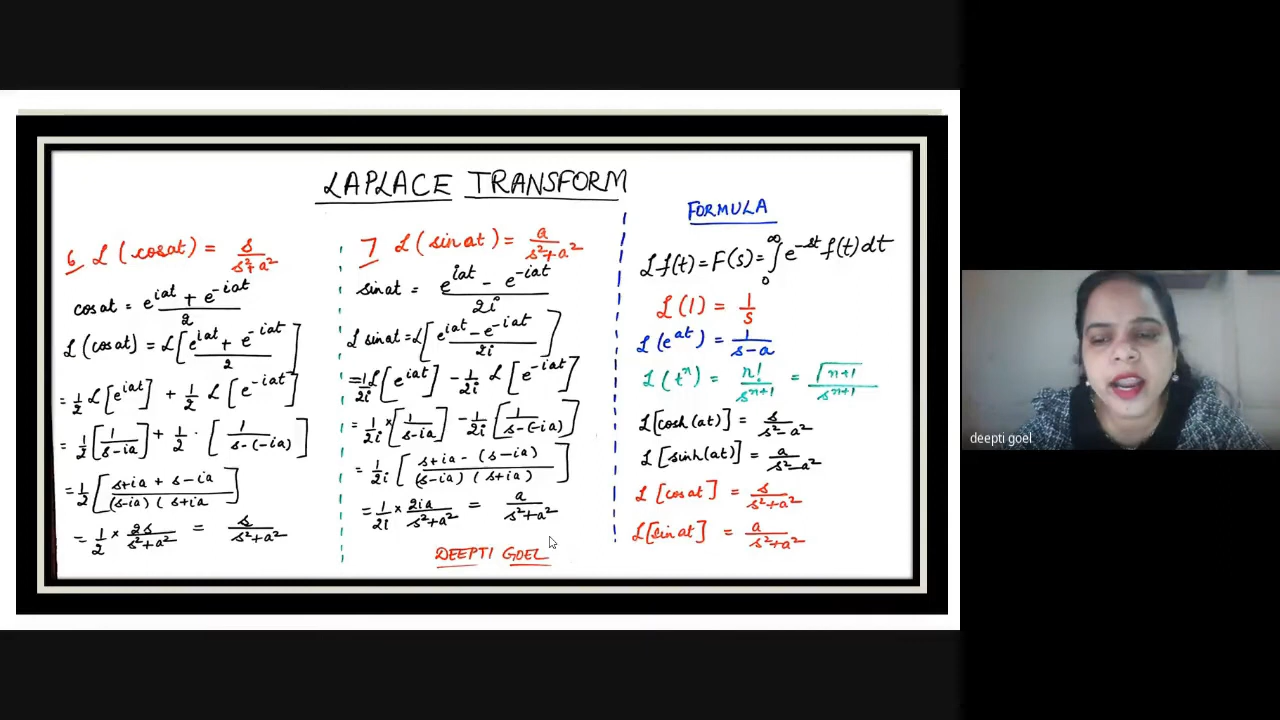 LAPLACE TRANSFORM
6 L (cosat) = s/(s²+a²)
cosat = (e^{iat} + e^{-iat})/2
L (cosat) = L[(e^{iat} + e^{-iat})/2]
= 1/2 L[e^{iat}] + 1/2 L[e^{-iat}]
= 1/2 [1/(s-ia)] + 1/2 · [1/(s-(-ia))]
= 1/2 [(s+ia + s-ia)/((s-ia) (s+ia)]
= 1/2 × 2s/(s²+a²) = s/(s²+a²)
7 L (sinat) = a/(s²+a²)
sinat = (e^{iat} - e^{-iat})/2i
L sinat = L[(e^{iat} - e^{-iat})/2i]
= 1/2i L[e^{iat}] - 1/2i L[e^{-iat}]
= 1/2i × [1/(s-ia)] - 1/2i [1/(s-(-ia))]
= 1/2i [(s+ia - (s-ia))/((s-ia) (s+ia))]
= 1/2i × 2ia/(s²+a²) = a/(s²+a²)
DEEPTI GOEL
FORMULA
L f(t) = F(s) = ∫₀^∞ e^{-st} f(t) dt
L (1) = 1/s
L (e^{at}) = 1/(s-a)
L (t^n) = n!/s^{n+1} = √(n+1)/s^{n+1}
L [cosh(at)] = s/(s²-a²)
L [sinh(at)] = a/(s²-a²)
L [cosat] = s/(s²+a²)
L [sinat] = a/(s²+a²)
deepti goel